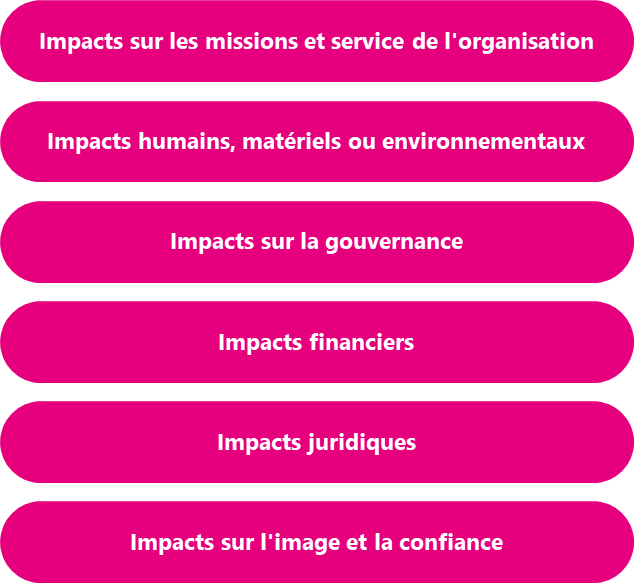 Impacts sur les missions et service de l'organisation
Impacts humains, matériels ou environnementaux
Impacts sur la gouvernance
Impacts financiers
Impacts juridiques
Impacts sur l'image et la confiance